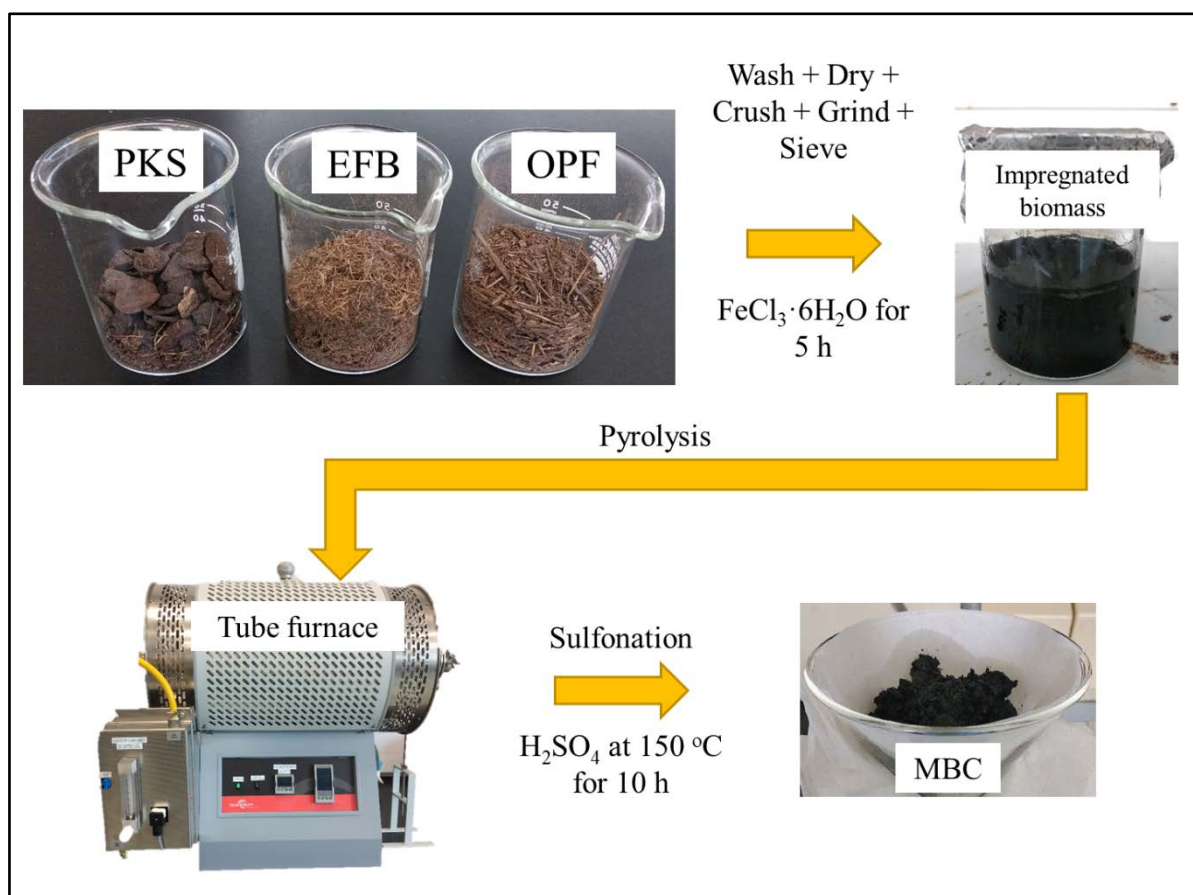 PKS
EFB
OPF
Wash + Dry +
Crush + Grind +
Sieve
FeCl₃·6H₂O for
5 h
Impregnated
biomass
Pyrolysis
Tube furnace
Sulfonation
H₂SO₄ at 150 °C
for 10 h
MBC